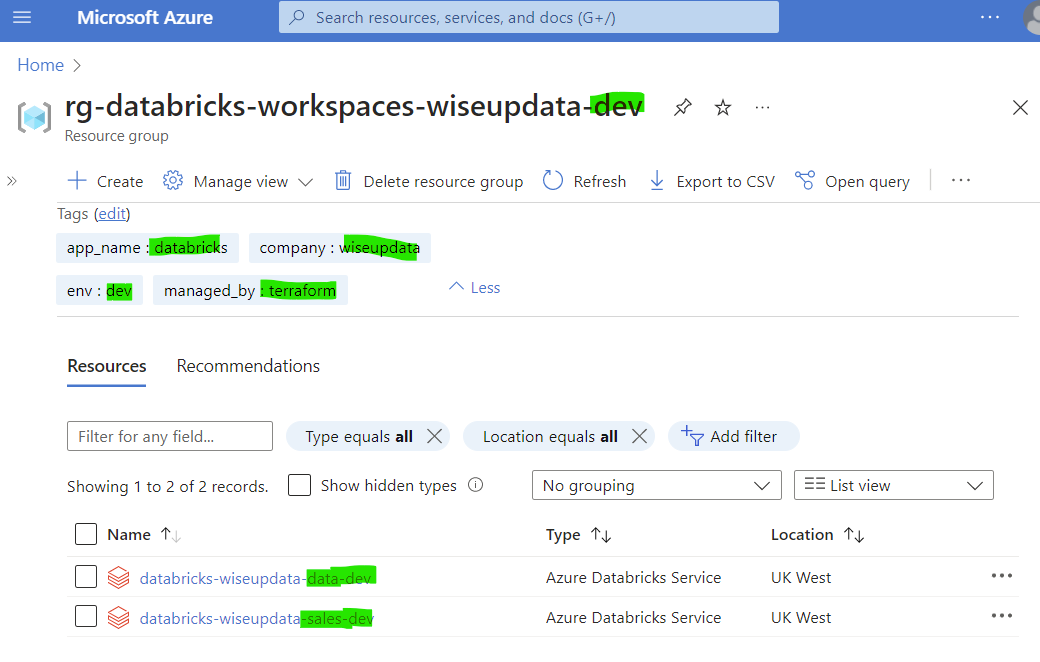 Microsoft Azure
Search resources, services, and docs (G+/)
Home
rg-databricks-workspaces-wiseupdata-dev
Resource group
Create Manage view Delete resource group Refresh Export to CSV Open query
Tags (edit)
app_name : databricks company : wiseupdata
env : dev managed_by : terraform Less
Resources Recommendations
Filter for any field... Type equals all Location equals all Add filter
Showing 1 to 2 of 2 records. Show hidden types No grouping List view
Name Type Location
databricks-wiseupdata-data-dev Azure Databricks Service UK West
databricks-wiseupdata-sales-dev Azure Databricks Service UK West